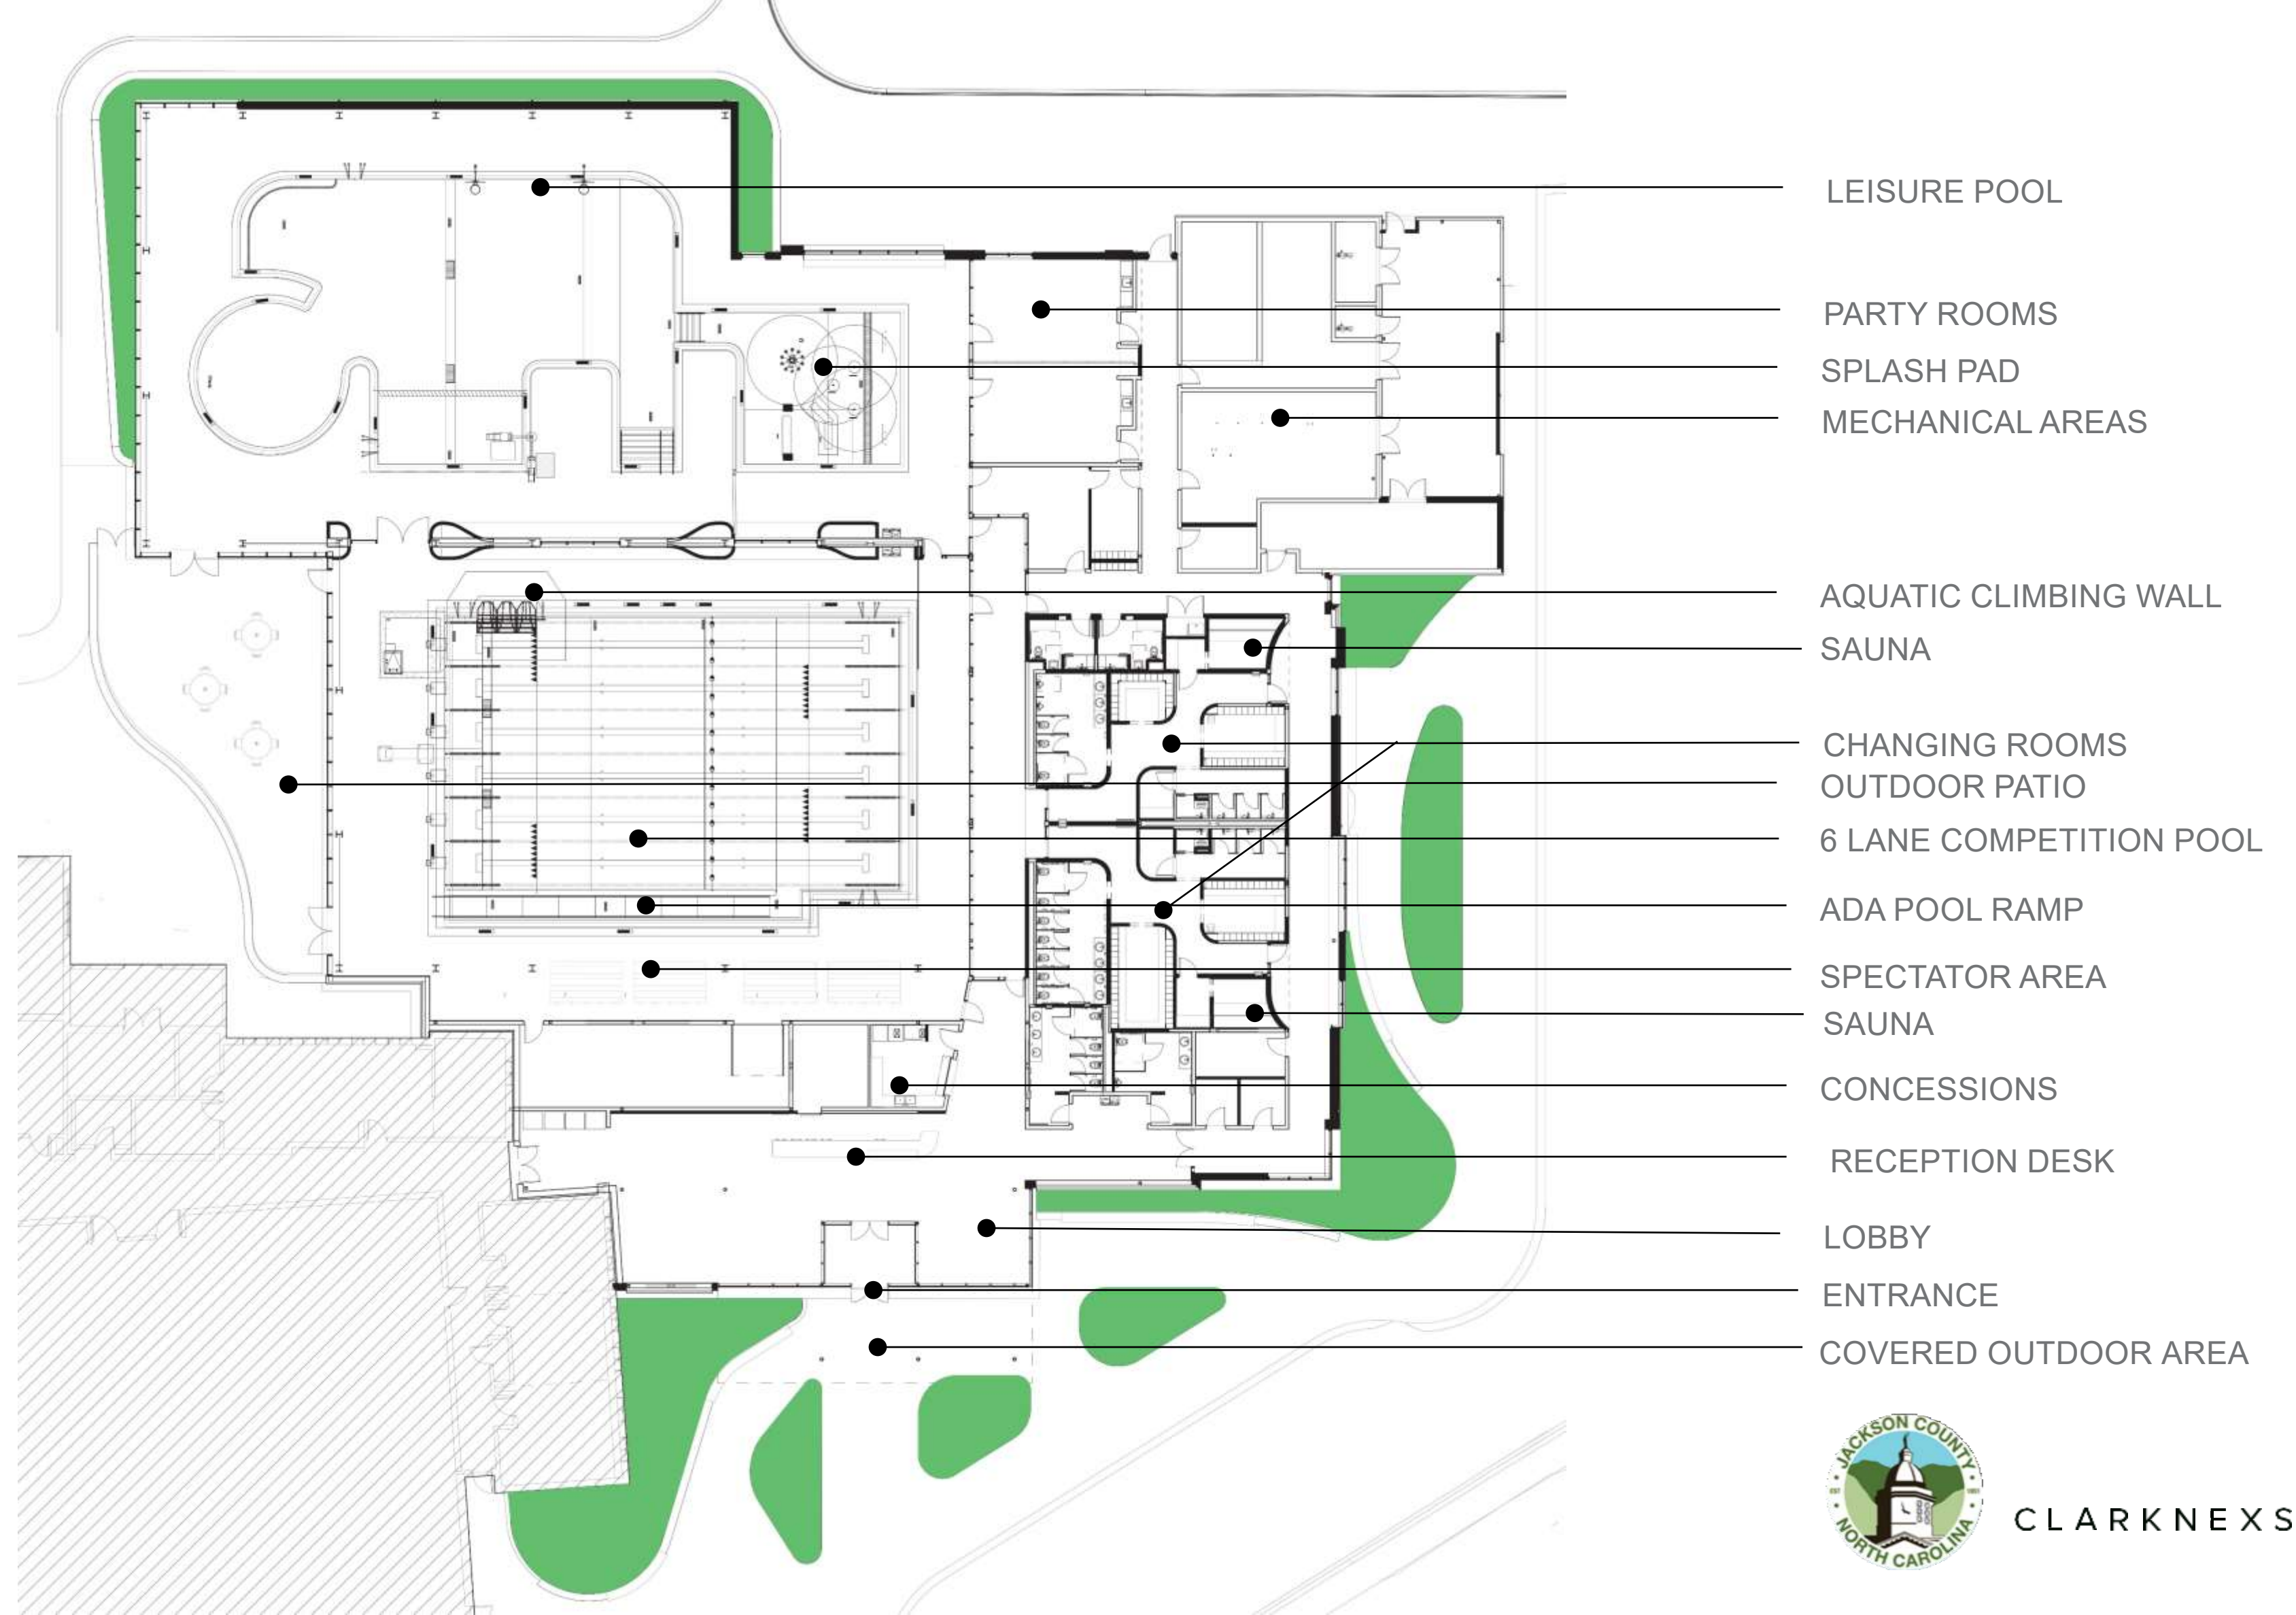 LEISURE POOL
PARTY ROOMS
SPLASH PAD
MECHANICAL AREAS
AQUATIC CLIMBING WALL
SAUNA
CHANGING ROOMS
OUTDOOR PATIO
6 LANE COMPETITION POOL
ADA POOL RAMP
SPECTATOR AREA
SAUNA
CONCESSIONS
RECEPTION DESK
LOBBY
ENTRANCE
COVERED OUTDOOR AREA
JACKSON COUNTY
NORTH CAROLINA
CLARKNEXS